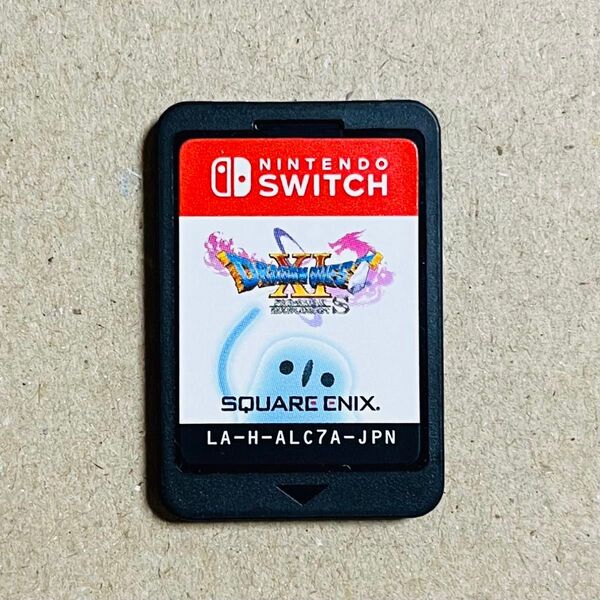 NINTENDO
SWITCH
DRAGON QUEST
XI
S
SQUARE ENIX.
LA-H-ALC7A-JPN